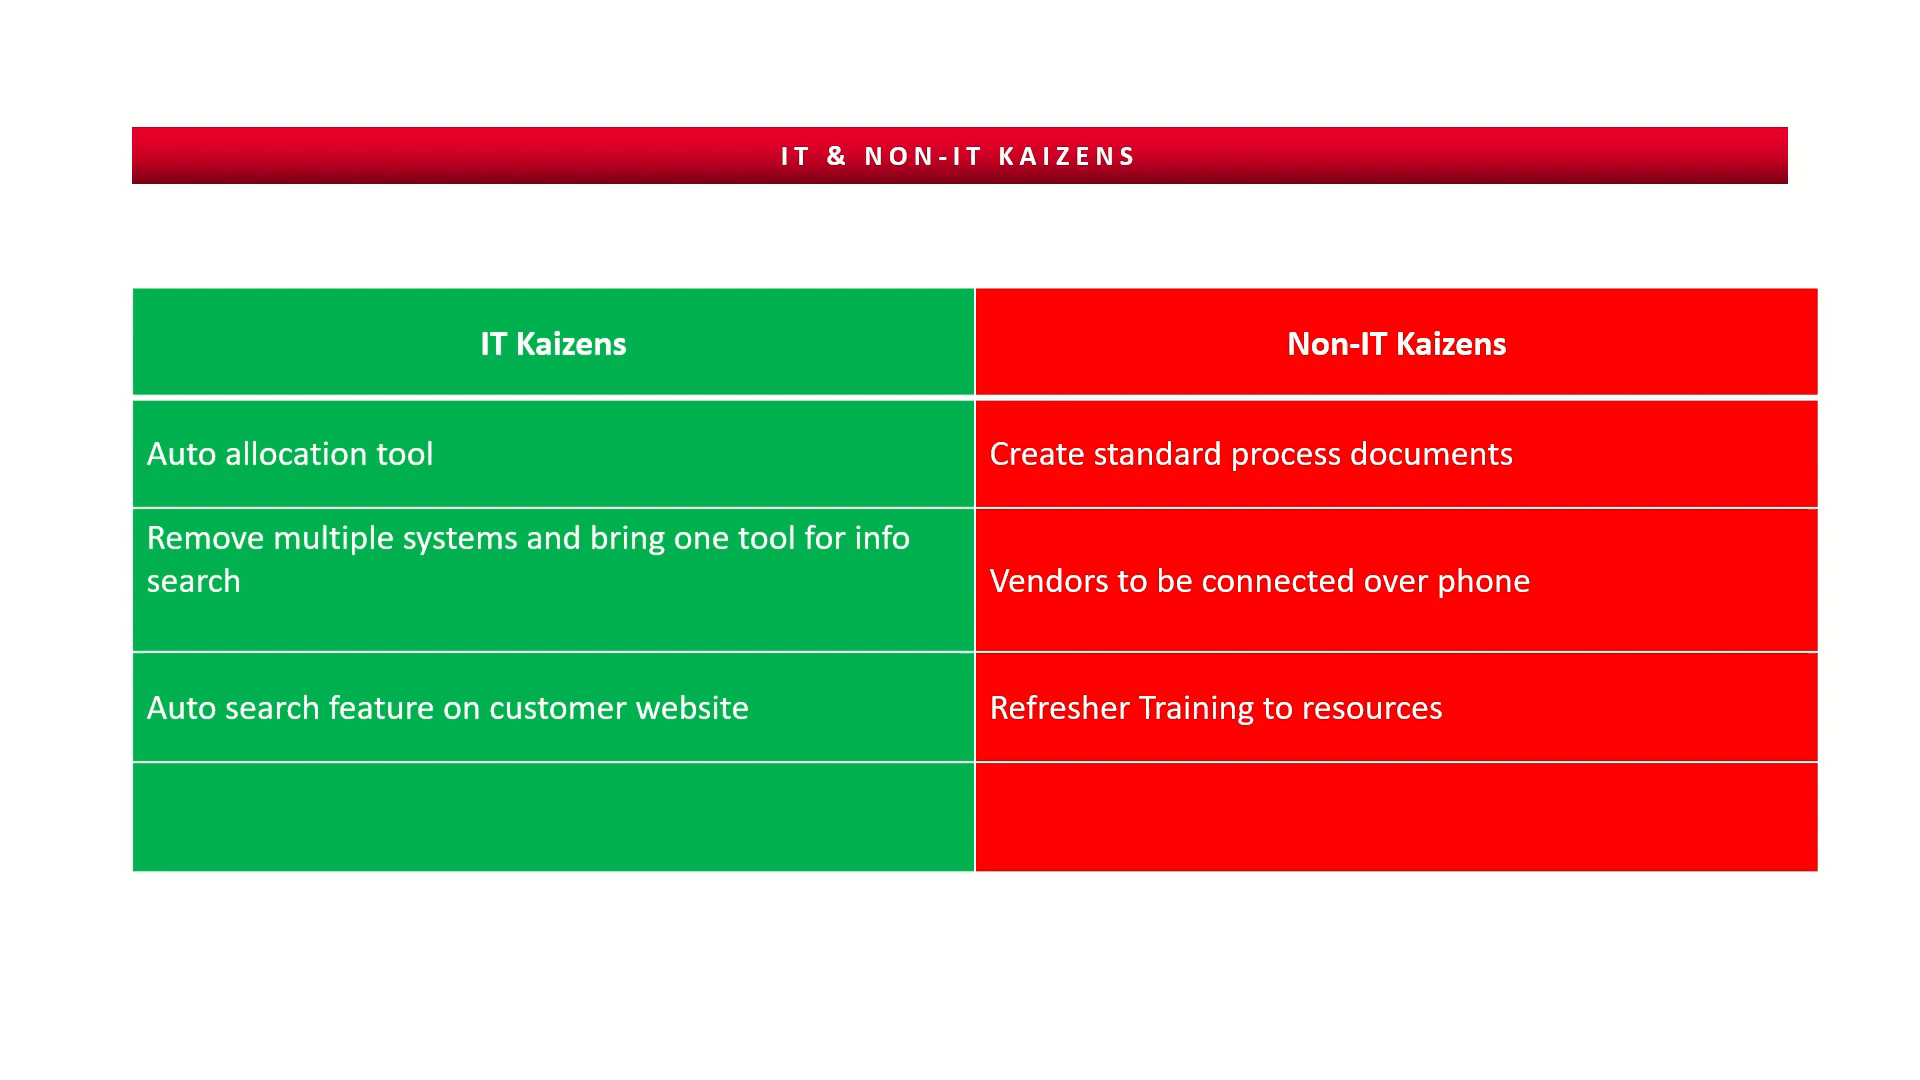 IT & NON-IT KAIZENS
IT Kaizens
Non-IT Kaizens
Auto allocation tool
Create standard process documents
Remove multiple systems and bring one tool for info
search
Vendors to be connected over phone
Auto search feature on customer website
Refresher Training to resources